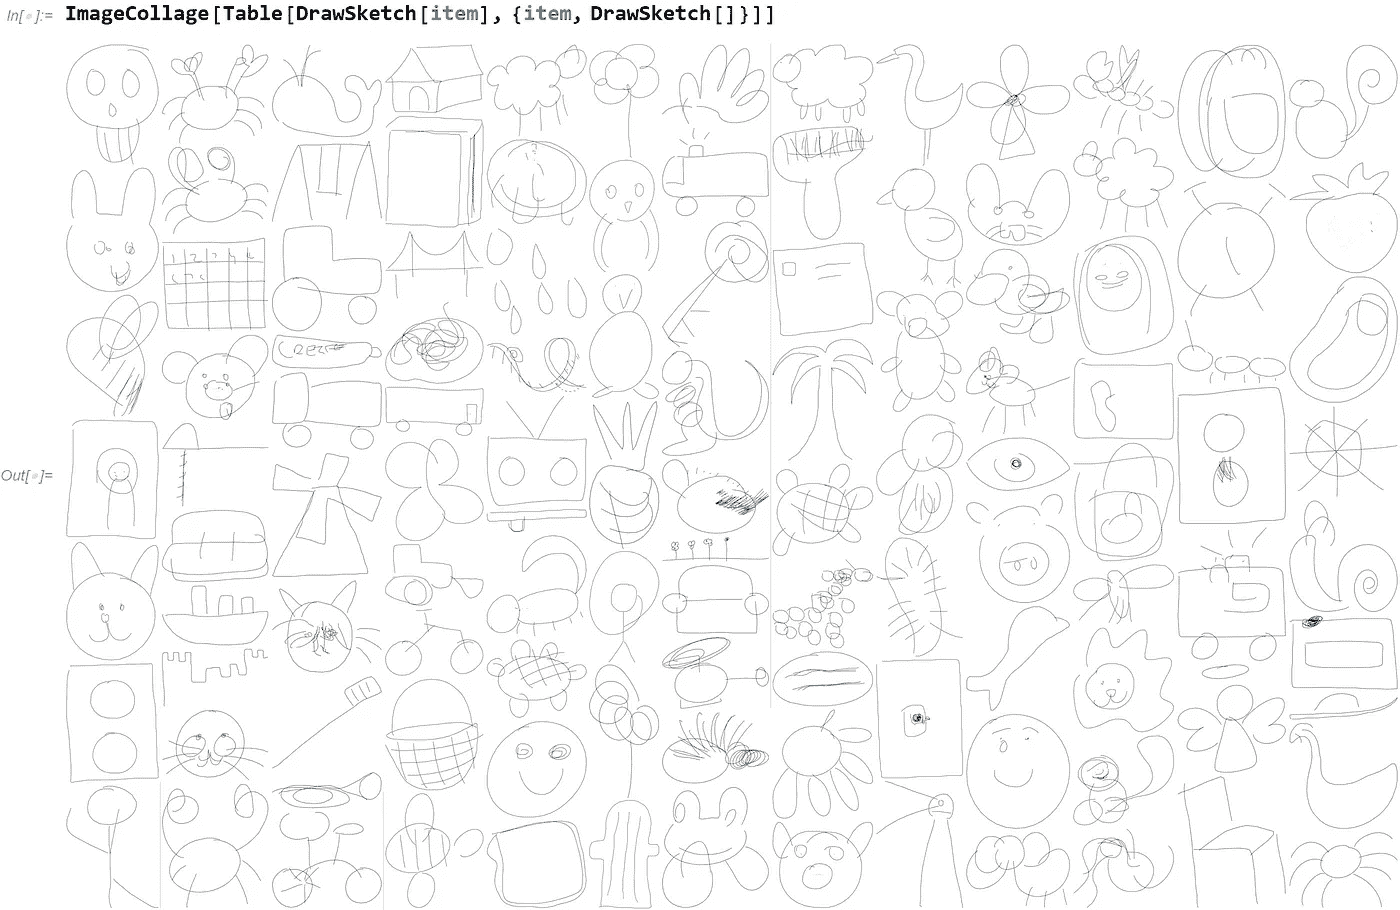 In[ ]:= ImageCollage[Table[DrawSketch[item], {item, DrawSketch[]}]]
Out[ ]=